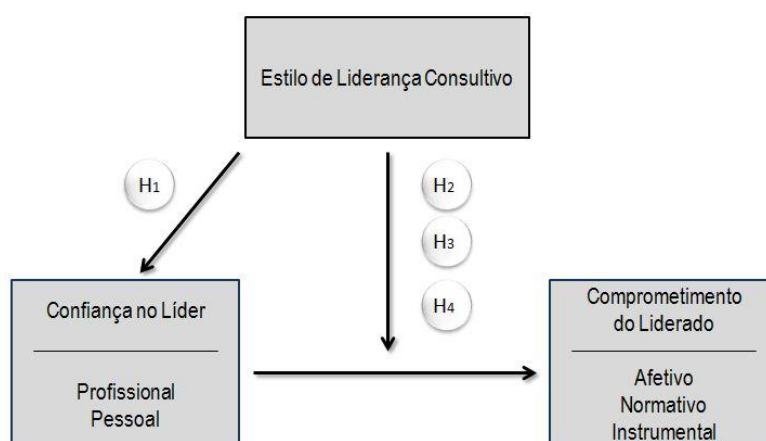 Estilo de Liderança Consultivo
H1
H2
H3
H4
Confiança no Líder
Profissional
Pessoal
Comprometimento
do Liderado
Afetivo
Normativo
Instrumental